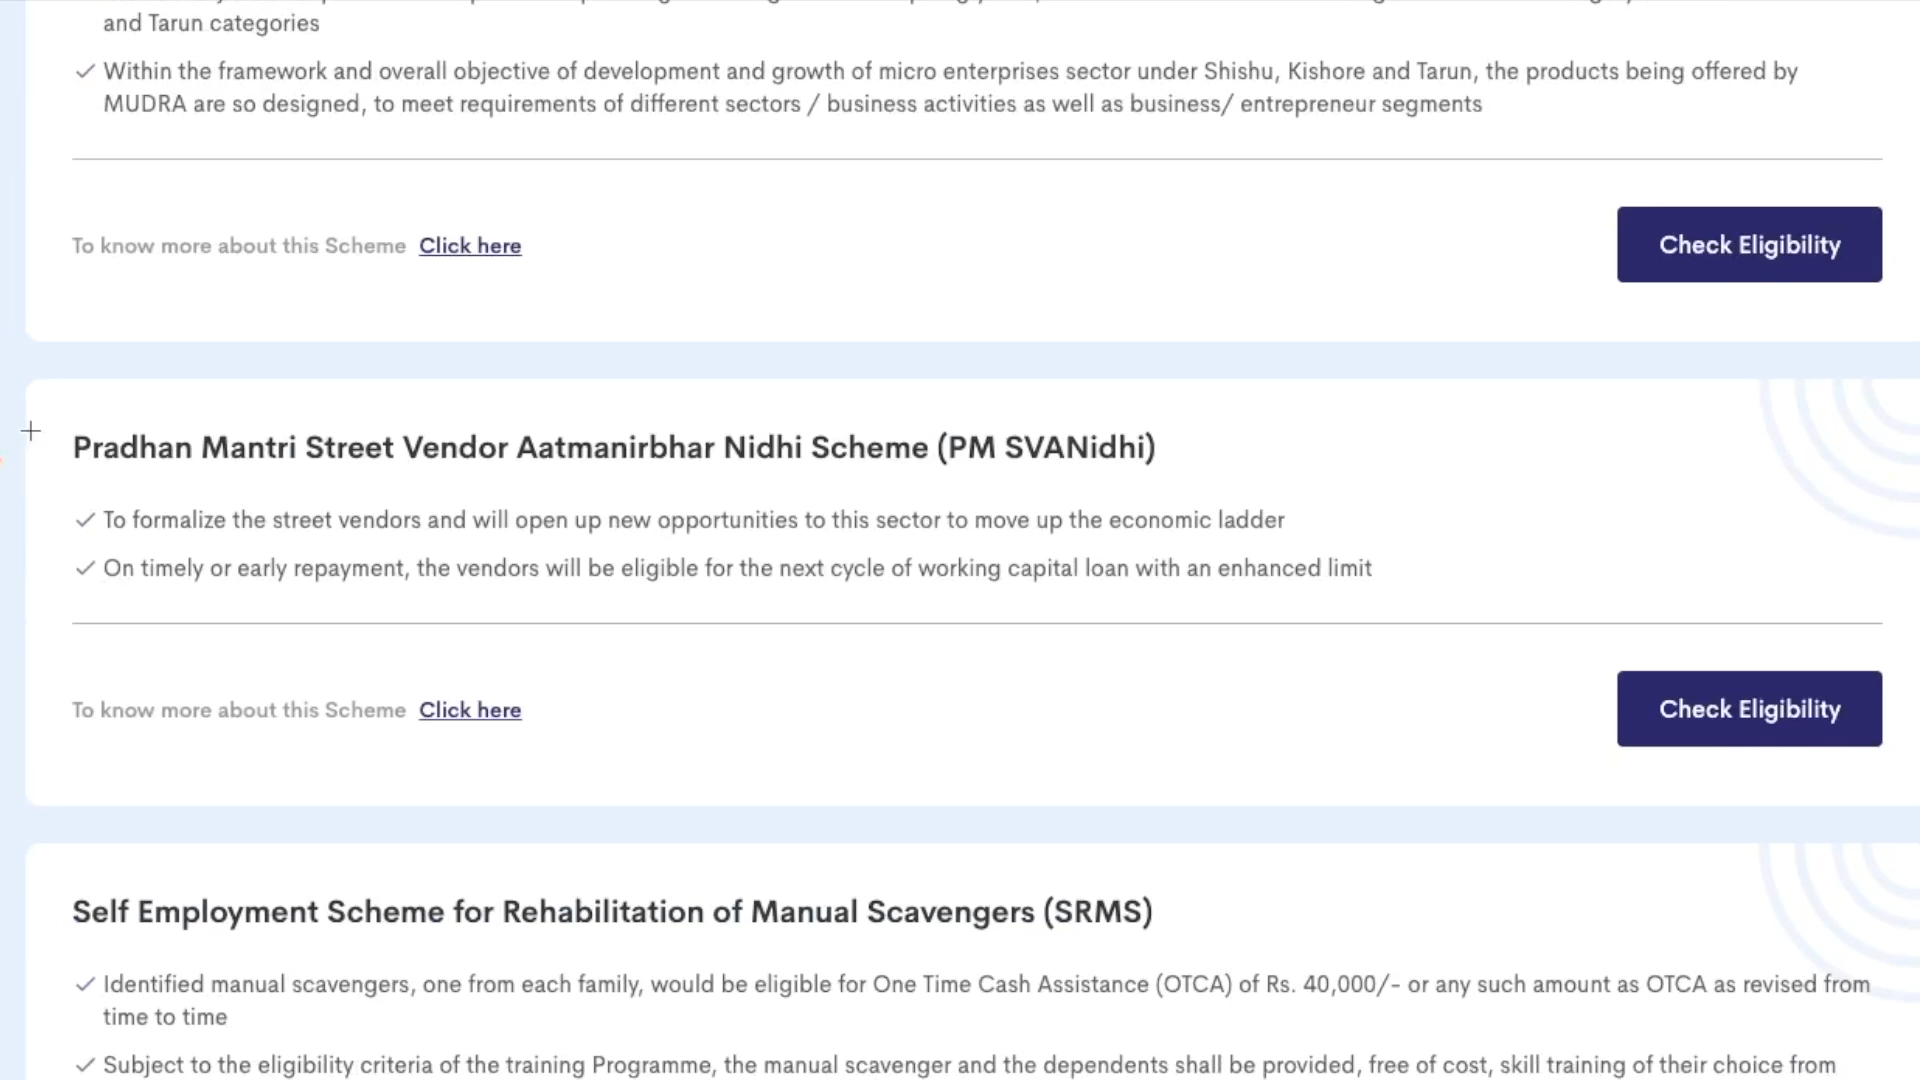 and Tarun categories
Within the framework and overall objective of development and growth of micro enterprises sector under Shishu, Kishore and Tarun, the products being offered by
MUDRA are so designed, to meet requirements of different sectors / business activities as well as business/ entrepreneur segments
To know more about this Scheme Click here
Check Eligibility
Pradhan Mantri Street Vendor Aatmanirbhar Nidhi Scheme (PM SVANidhi)
To formalize the street vendors and will open up new opportunities to this sector to move up the economic ladder
On timely or early repayment, the vendors will be eligible for the next cycle of working capital loan with an enhanced limit
To know more about this Scheme Click here
Check Eligibility
Self Employment Scheme for Rehabilitation of Manual Scavengers (SRMS)
Identified manual scavengers, one from each family, would be eligible for One Time Cash Assistance (OTCA) of Rs. 40,000/- or any such amount as OTCA as revised from
time to time
Subject to the eligibility criteria of the training Programme, the manual scavenger and the dependents shall be provided, free of cost, skill training of their choice from